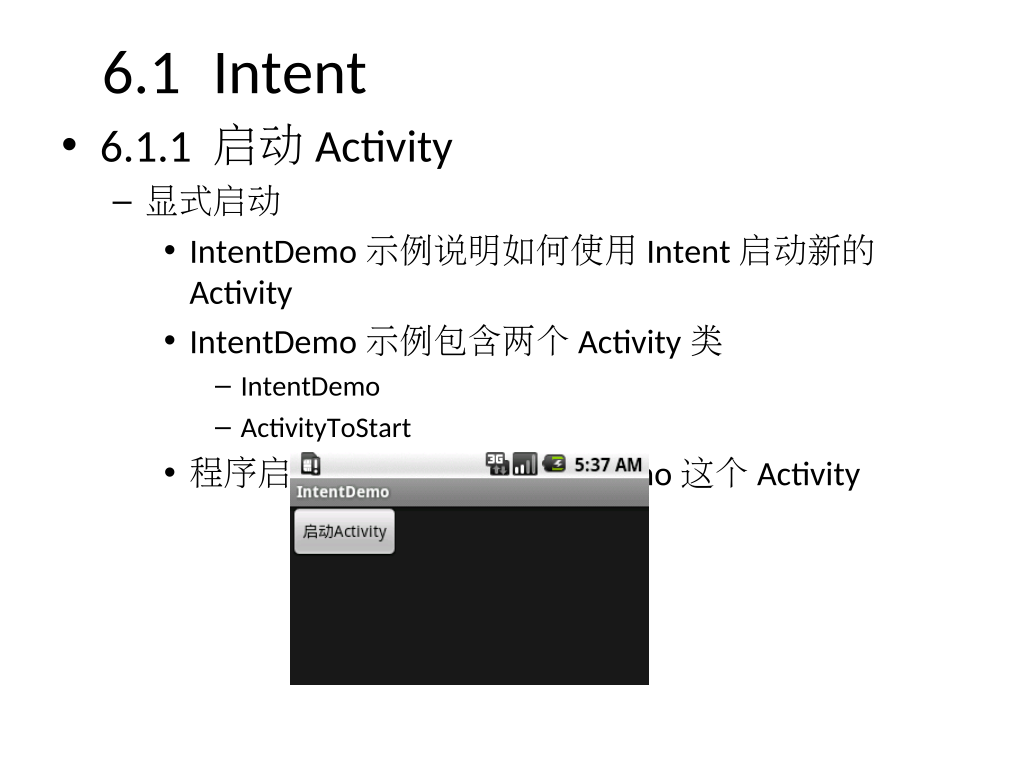 6.1 Intent
• 6.1.1 启动 Activity
– 显式启动
• IntentDemo 示例说明如何使用 Intent 启动新的
Activity
• IntentDemo 示例包含两个 Activity 类
– IntentDemo
– ActivityToStart
• 程序启 这个 Activity
3G 5:37 AM
IntentDemo
启动Activity